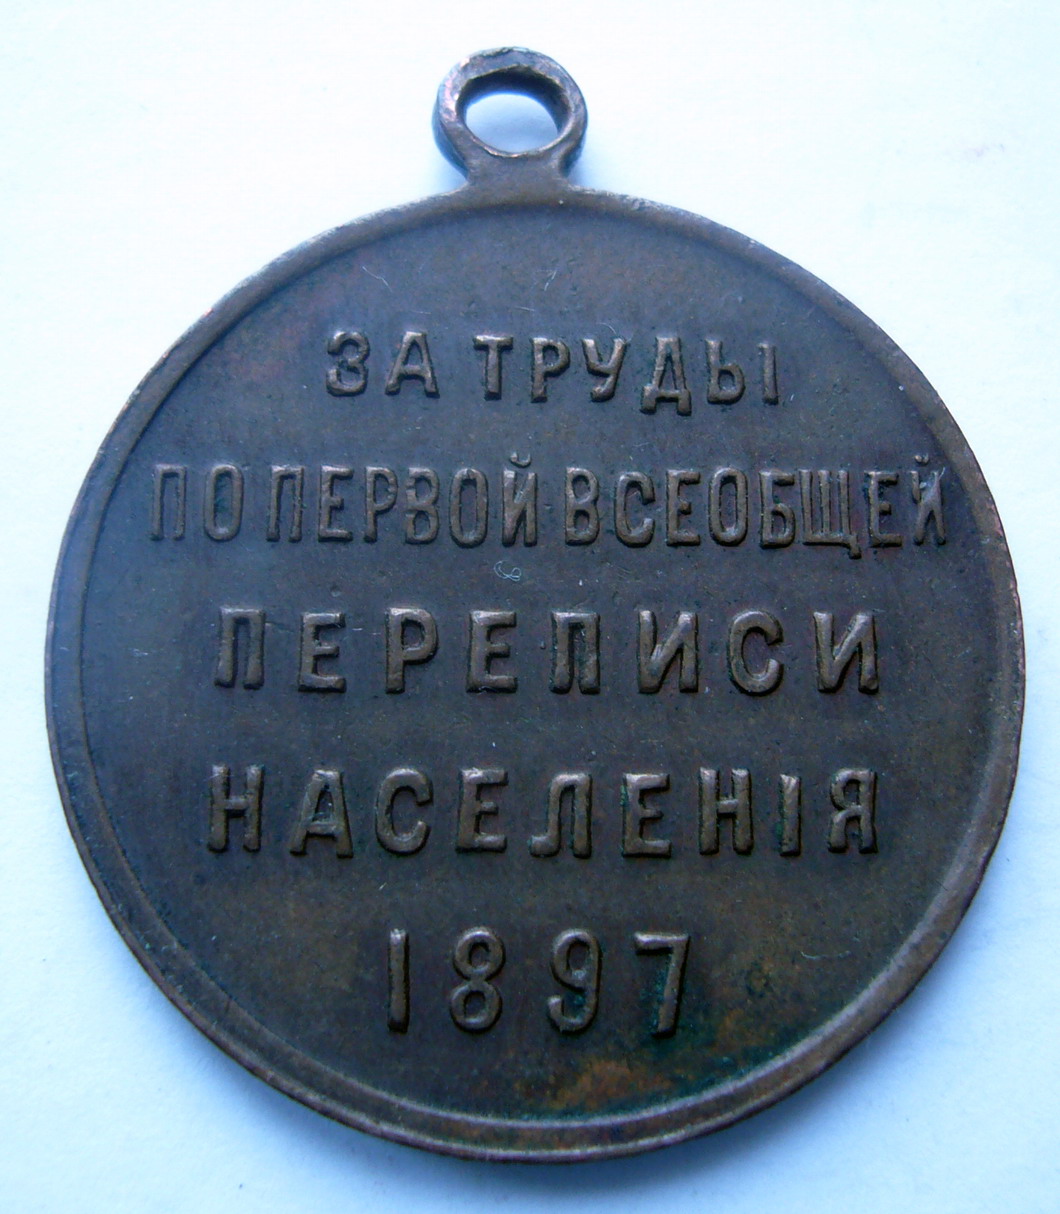 ЗА ТРУДЫ
ПО ПЕРВОЙ ВСЕОБЩЕЙ
ПЕРЕПИСИ
НАСЕЛЕНІЯ
1897